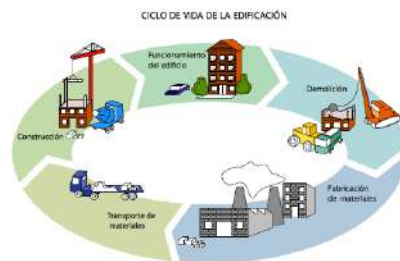 CICLO DE VIDA DE LA EDIFICACIÓN
Funcionamiento
del edificio
Demolición
Construcción
Fabricación
de materiales
Transporte de
materiales